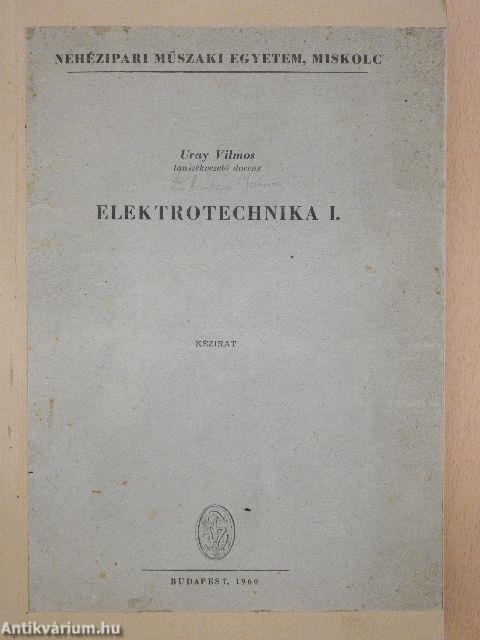 NEHÉZIPARI MŰSZAKI EGYETEM, MISKOLC
Uray Vilmos
tanszékvezető docens
ELEKTROTECHNIKA I.
KÉZIRAT
BUDAPEST, 1960
Antikvárium.hu